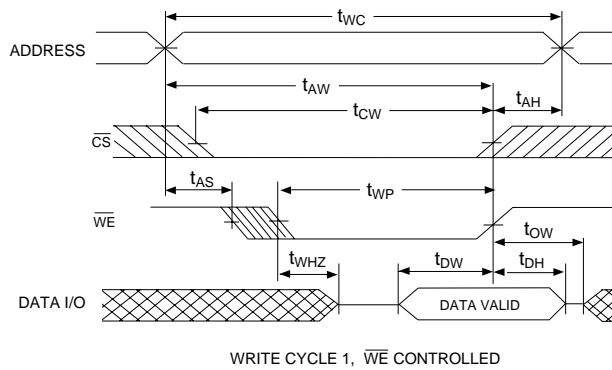 tWC
ADDRESS
tAW
tCW
tAH
CS
tAS
tWP
WE
tOW
tWHZ
tDW
tDH
DATA I/O
DATA VALID
WRITE CYCLE 1, WE CONTROLLED